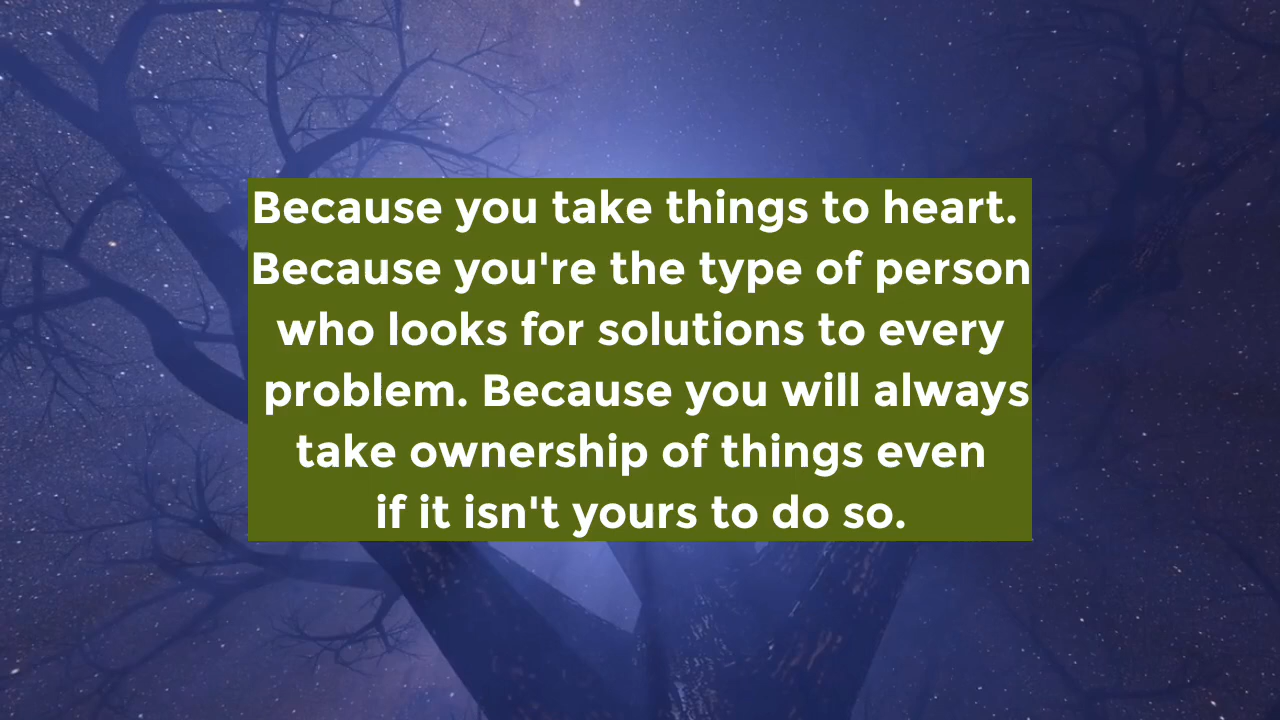 Because you take things to heart.
Because you're the type of person
who looks for solutions to every
problem. Because you will always
take ownership of things even
if it isn't yours to do so.